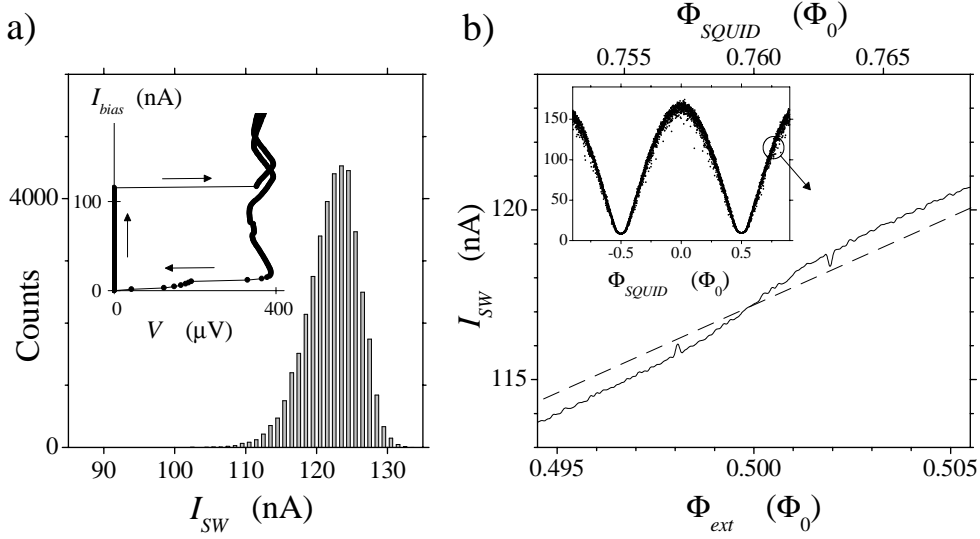 a)
I_bias (nA)
100
0
0
400
V (μV)
4000
0
Counts
90
100
110
120
130
I_SW (nA)
b)
Φ_SQUID (Φ_0)
0.755
0.760
0.765
150
100
50
0
-0.5
0.0
0.5
Φ_SQUID (Φ_0)
120
115
I_SW (nA)
0.495
0.500
0.505
Φ_ext (Φ_0)